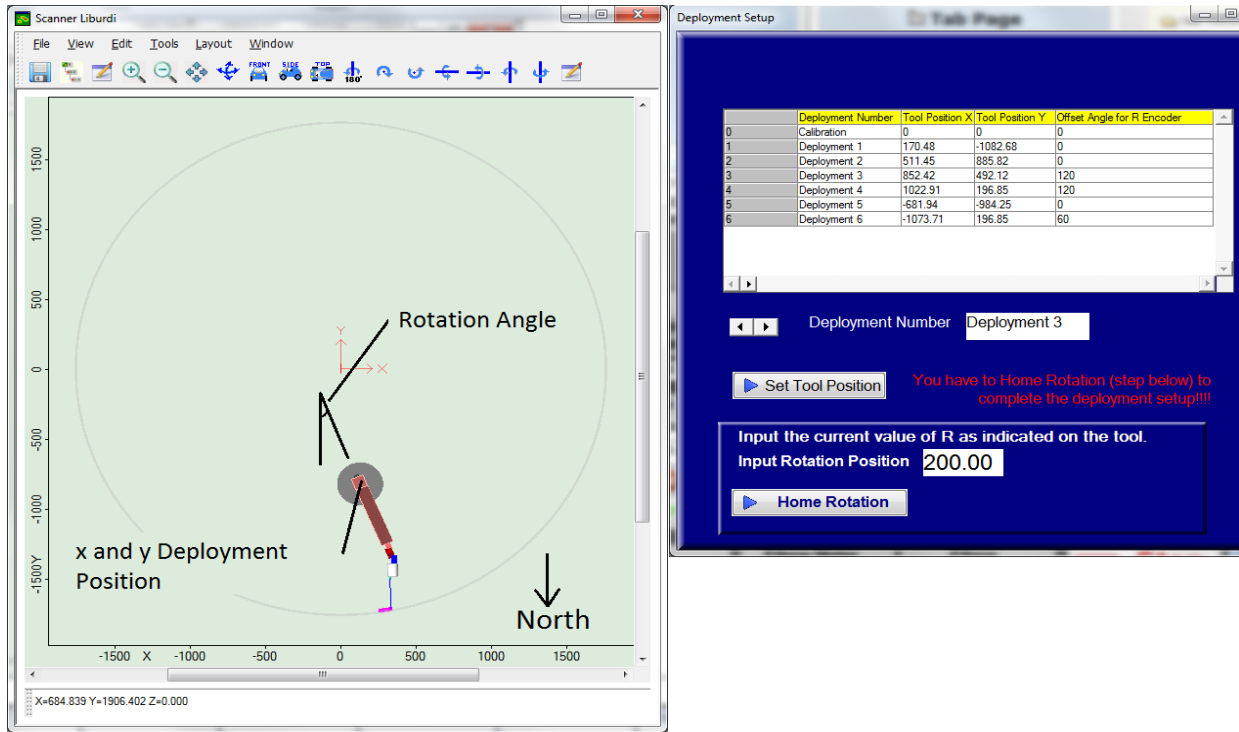 Scanner Liburdi
File View Edit Tools Layout Window
FRONT SIDE TOP 180°
1500
1000
500
0
-500
-1000
-1500Y
Y
X
Rotation Angle
x and y Deployment
Position
North
-1500 X -1000 -500 0 500 1000 1500
X=684.839 Y=1906.402 Z=0.000
Deployment Setup
Tab Page
Deployment Number Tool Position X Tool Position Y Offset Angle for R Encoder
0 Calibration 0 0 0
1 Deployment 1 170.48 -1082.68 0
2 Deployment 2 511.45 885.82 0
3 Deployment 3 852.42 492.12 120
4 Deployment 4 1022.91 196.85 120
5 Deployment 5 -681.94 -984.25 0
6 Deployment 6 -1073.71 196.85 60
Deployment Number Deployment 3
Set Tool Position
You have to Home Rotation (step below) to
complete the deployment setup!!!!
Input the current value of R as indicated on the tool.
Input Rotation Position 200.00
Home Rotation